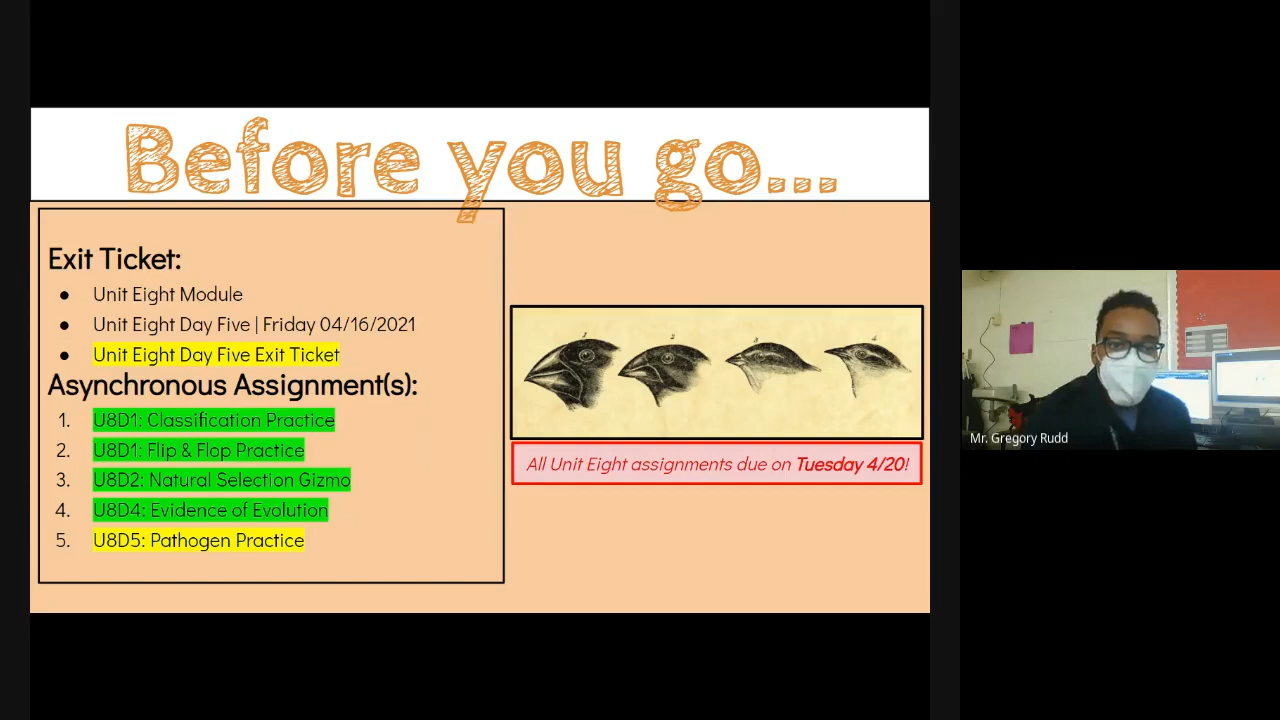 Before you go...
Exit Ticket:
● Unit Eight Module
● Unit Eight Day Five | Friday 04/16/2021
● Unit Eight Day Five Exit Ticket
Asynchronous Assignment(s):
1. U8D1: Classification Practice
2. U8D1: Flip & Flop Practice
3. U8D2: Natural Selection Gizmo
4. U8D4: Evidence of Evolution
5. U8D5: Pathogen Practice
All Unit Eight assignments due on Tuesday 4/20!
Mr. Gregory Rudd